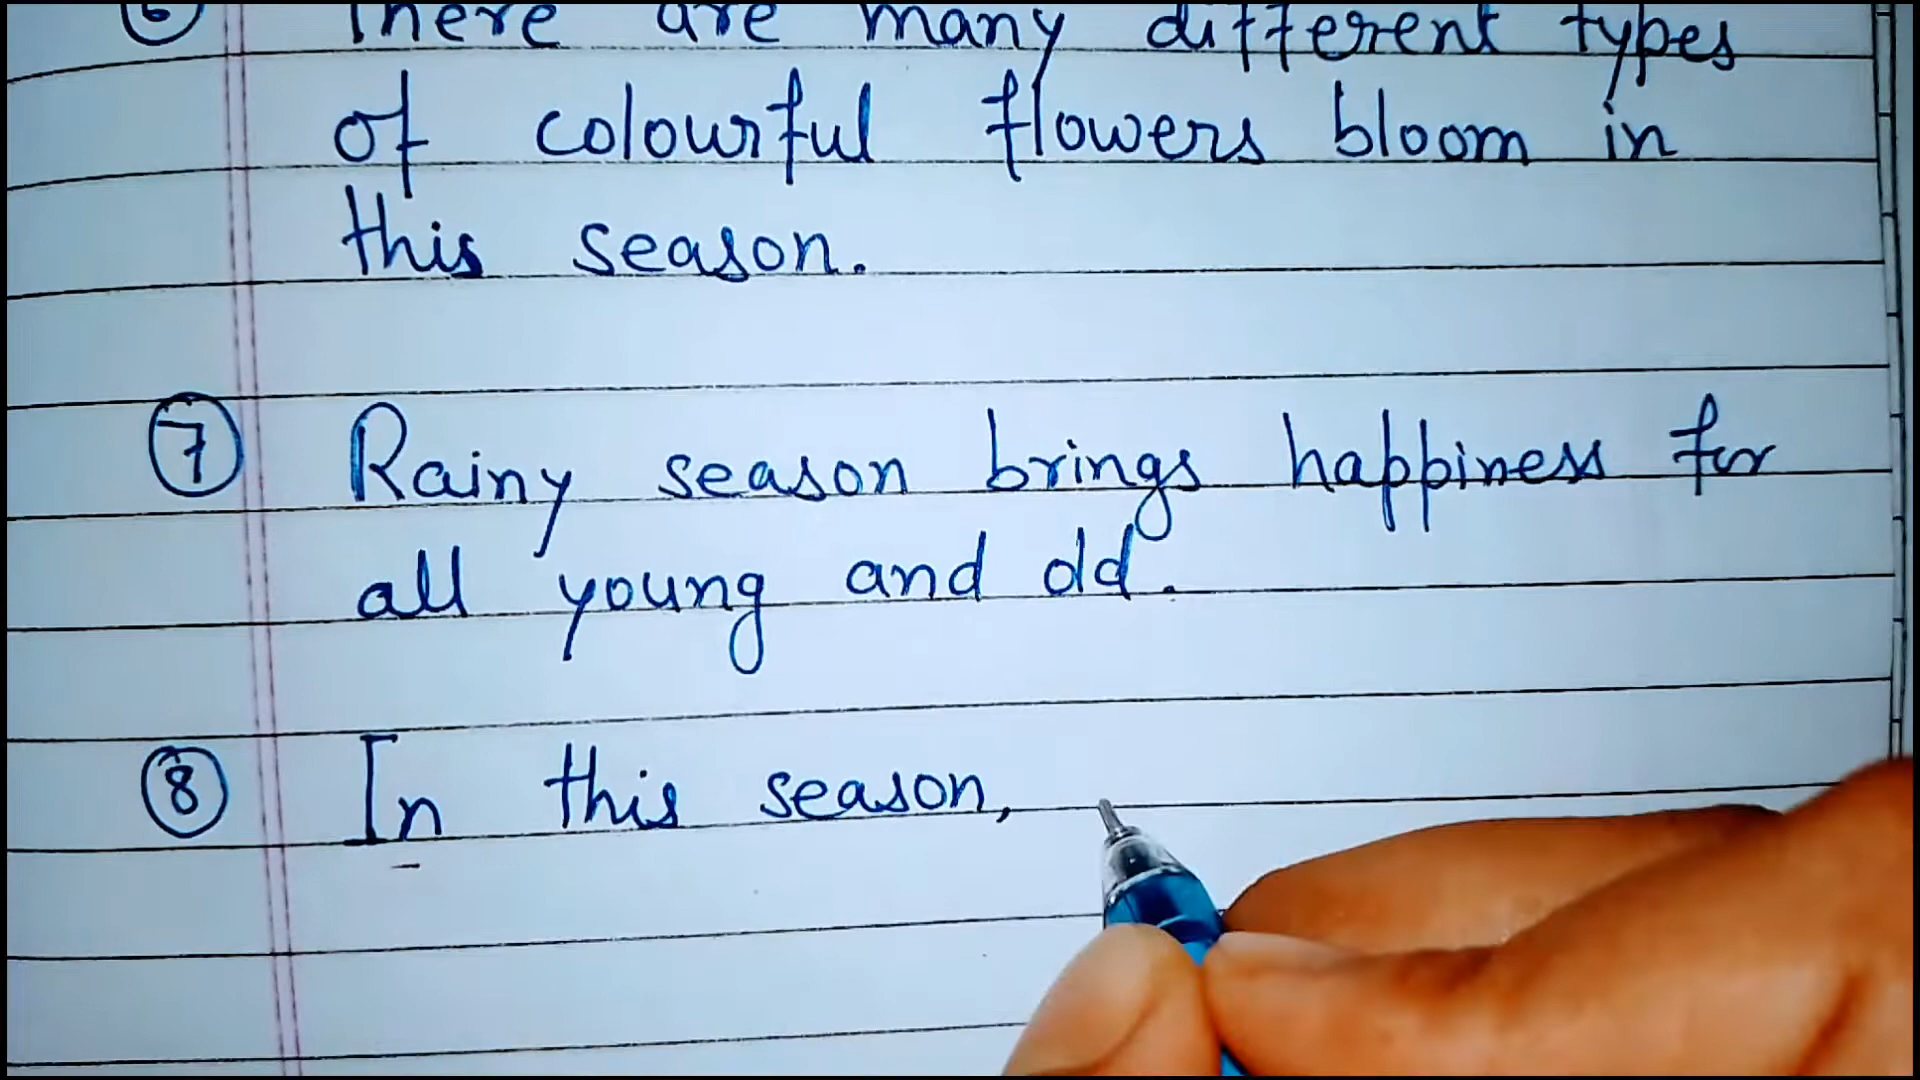 6 There are many different types
of colourful flowers bloom in
this season.
7 Rainy season brings happiness for
all young and old.
8 In this season,